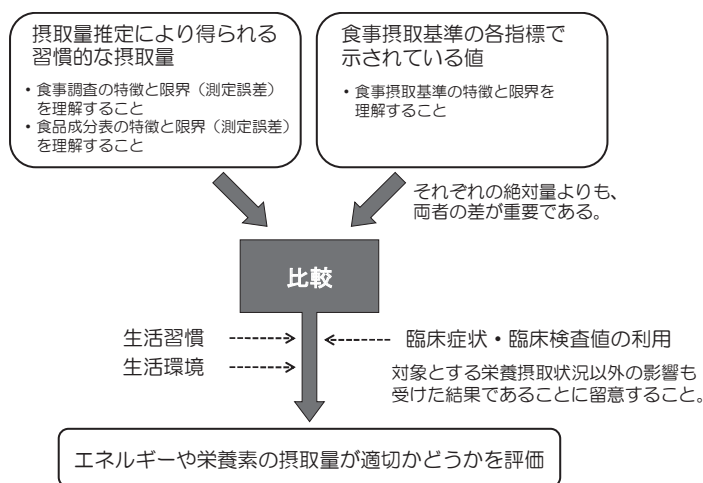 摂取量推定により得られる
習慣的な摂取量
・食事調査の特徴と限界（測定誤差）
を理解すること
・食品成分表の特徴と限界（測定誤差）
を理解すること
食事摂取基準の各指標で
示されている値
・食事摂取基準の特徴と限界を
理解すること
それぞれの絶対量よりも、
両者の差が重要である。
比較
生活習慣
生活環境
臨床症状・臨床検査値の利用
対象とする栄養摂取状況以外の影響も
受けた結果であることに留意すること。
エネルギーや栄養素の摂取量が適切かどうかを評価